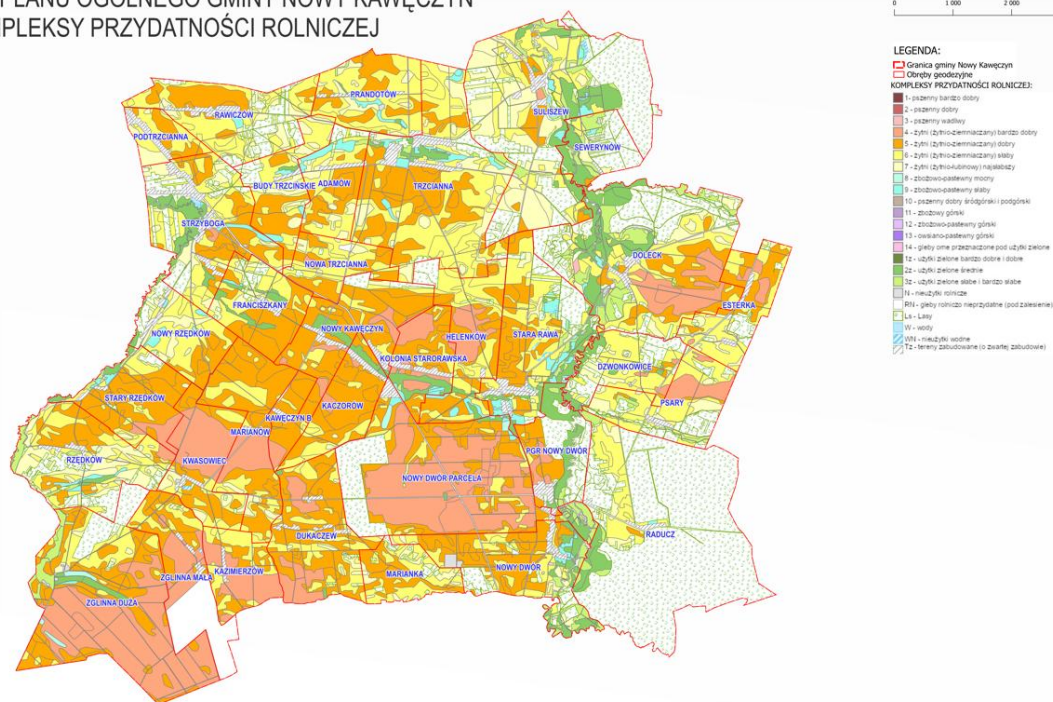 PLANU OGÓLNEGO GMINY NOWY KAWĘCZYN
KOMPLEKSY PRZYDATNOŚCI ROLNICZEJ
0 1 000 2 000
LEGENDA:
Granica gminy Nowy Kawęczyn
Obręby geodezyjne
KOMPLEKSY PRZYDATNOŚCI ROLNICZEJ:
1- pszenny bardzo dobry
2 - pszenny dobry
3 - pszenny wadliwy
4 - żytni (żytnio-ziemniaczany) bardzo dobry
5 - żytni (żytnio-ziemniaczany) dobry
6 - żytni (żytnio-ziemniaczany) słaby
7 - żytni (żytnio-łubinowy) najsłabszy
8 - zbożowo-pastewny mocny
9 - zbożowo-pastewny słaby
10 - pszenny dobry śródgórski i podgórski
11 - zbożowy górski
12 - zbożowo-pastewny górski
13 - owsiano-pastewny górski
14 - gleby orne przeznaczone pod użytki zielone
1z - użytki zielone bardzo dobre i dobre
2z - użytki zielone średnie
3z - użytki zielone słabe i bardzo słabe
N - nieużytki rolnicze
RN - gleby rolniczo nieprzydatne (pod zalesienie)
Ls - Lasy
W - wody
WN - nieużytki wodne
Tz - tereny zabudowane (o zwartej zabudowie)
PRANDOTÓW
RAWICZÓW
SULISZEW
PODTRZCIANNA
SEWERYNÓW
BUDY TRZCIŃSKIE
ADAMÓW
TRZCIANNA
STRZYBOGA
DOLECK
NOWA TRZCIANNA
FRANCISZKANY
ESTERKA
NOWY RZĘDKÓW
NOWY KAWĘCZYN
HELENKÓW
STARA RAWA
KOLONIA STARORAWSKA
DZWONKOWICE
STARY RZĘDKÓW
KACZORÓW
PSARY
KAWĘCZYN B
MARIANÓW
RZĘDKÓW
KWASOWIEC
PGR NOWY DWÓR
NOWY DWÓR PARCELA
DUKACZEW
RADUCZ
ZGLINNA MAŁA
KAZIMIERZÓW
MARIANKA
NOWY DWÓR
ZGLINNA DUŻA